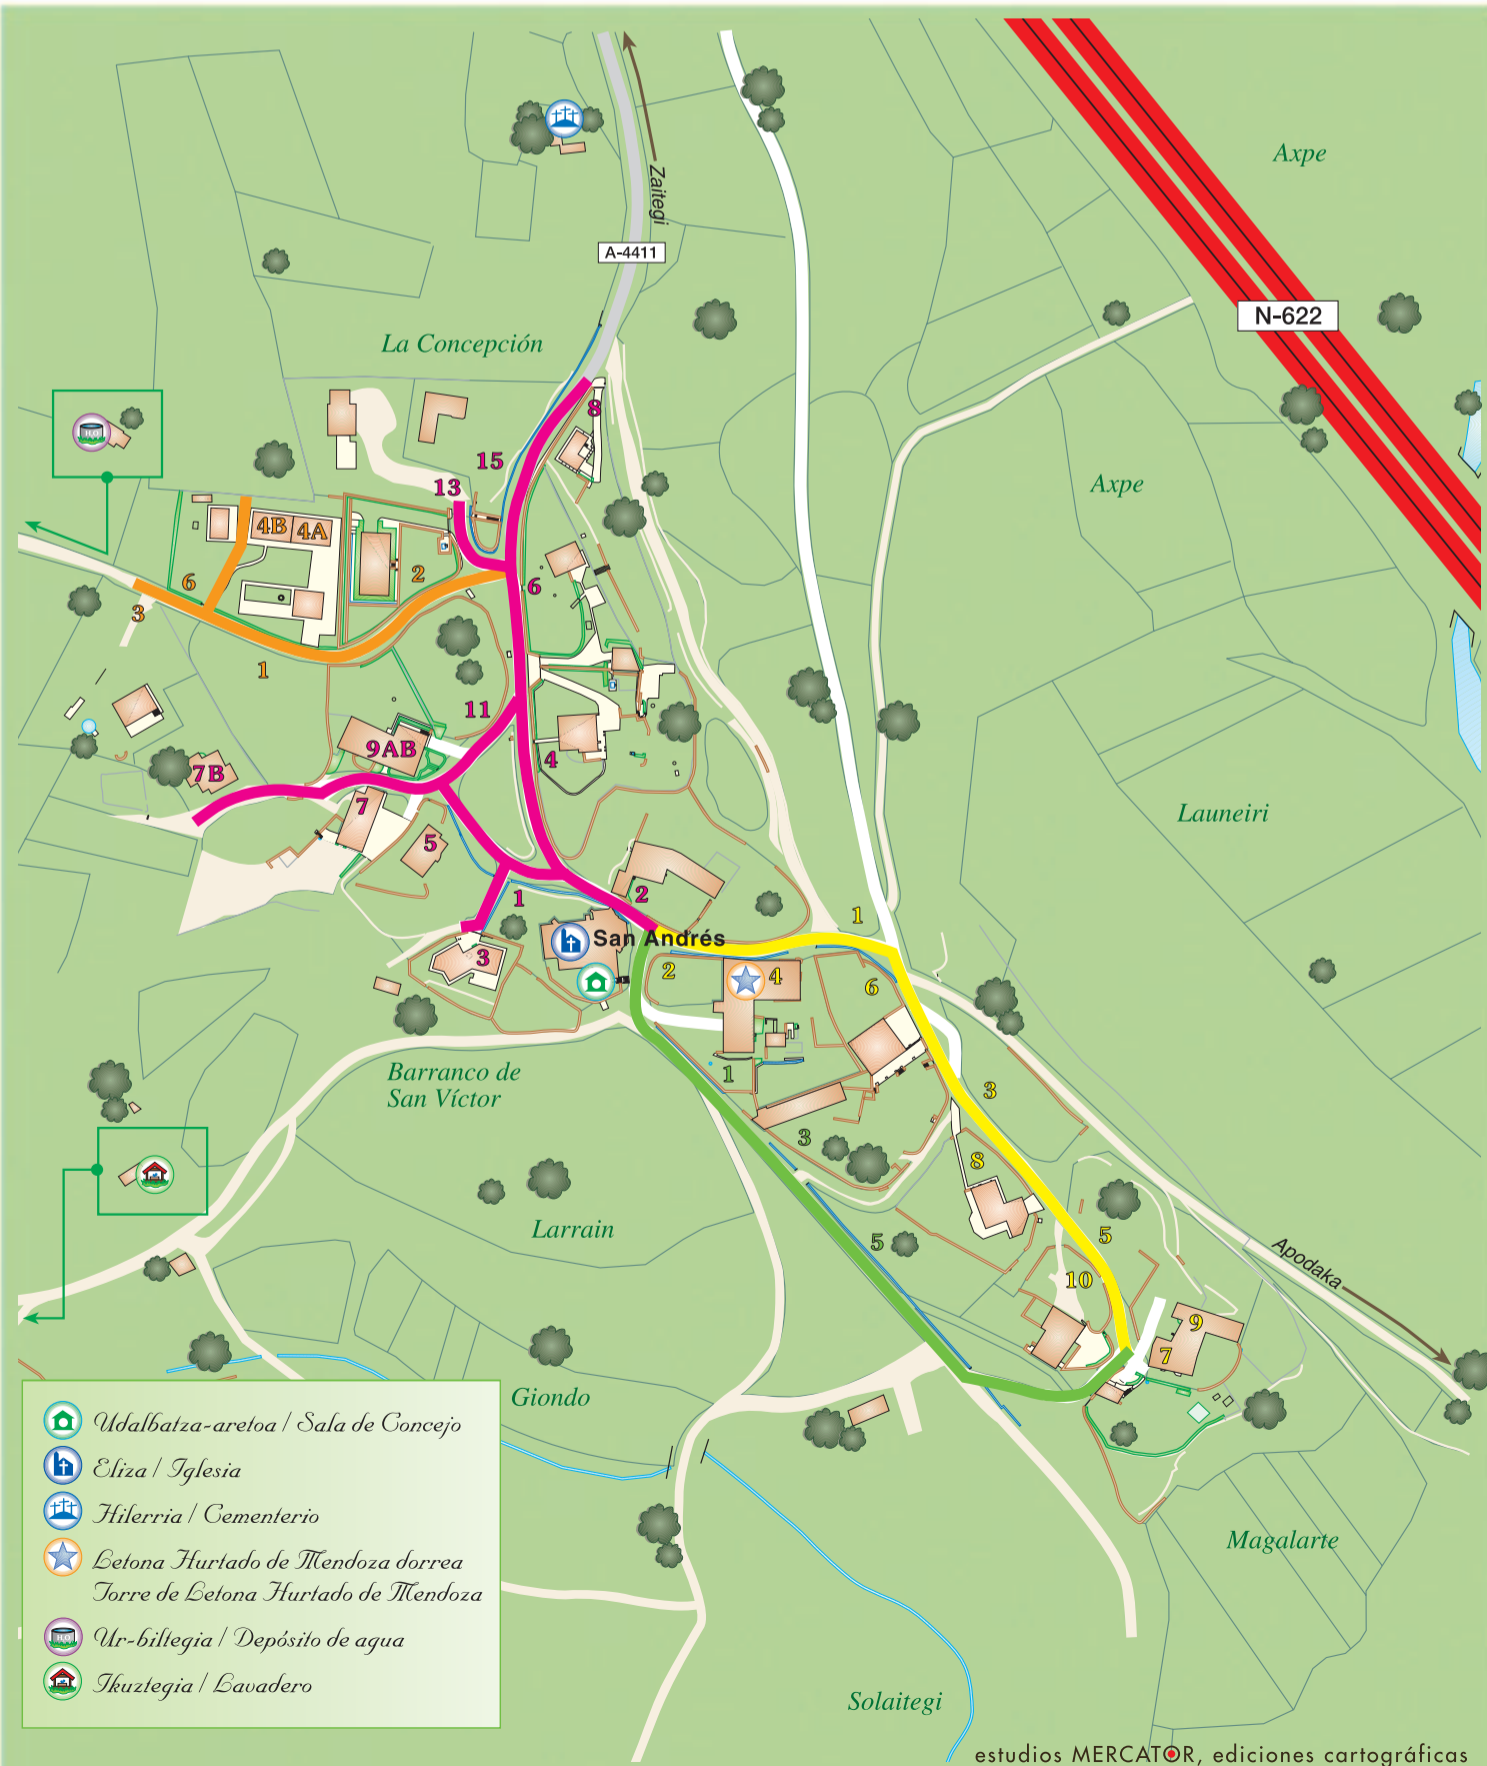 Axpe
Zaitegi
A-4411
N-622
La Concepción
8
15
13
4B 4A
2
6
6
3
1
Axpe
11
9AB
4
7B
7
5
Launeiri
2
1
1
San Andrés
3
2
4
6
Barranco de
San Víctor
1
3
3
8
Larrain
5
5
Apodaka
10
9
7
Giondo
Udalbatza-aretoa / Sala de Concejo
Eliza / Iglesia
Hilerria / Cementerio
Letona Hurtado de Mendoza dorrea
Torre de Letona Hurtado de Mendoza
Ur-biltegia / Depósito de agua
Ikuztegia / Lavadero
Magalarte
Solaitegi
estudios MERCATOR, ediciones cartográficas